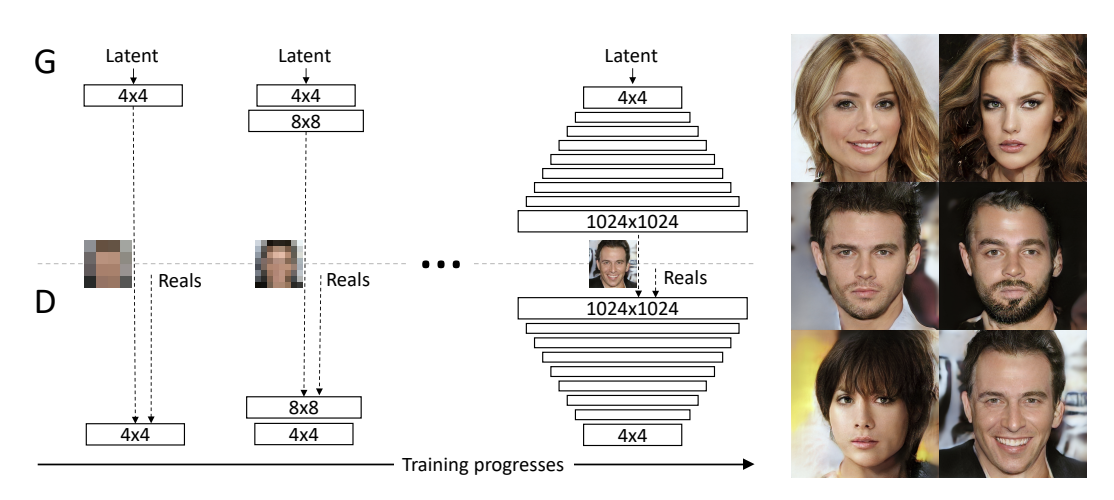 G
Latent
Latent
Latent
4x4
4x4
4x4
8x8
1024x1024
...
Reals
Reals
Reals
D
1024x1024
8x8
4x4
4x4
4x4
Training progresses